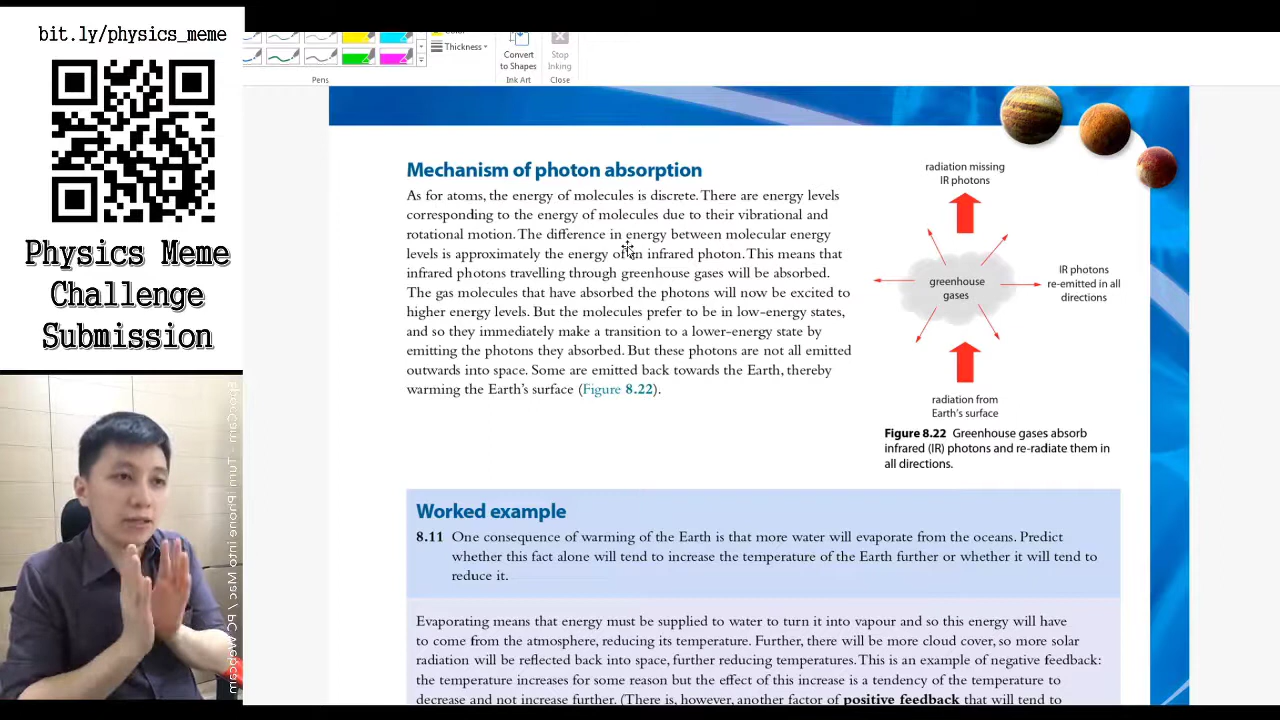 bit.ly/physics_meme
Physics Meme
Challenge
Submission
Color
Thickness
Convert
to Shapes
Stop
Inking
Pens
Ink Art
Close
Mechanism of photon absorption
As for atoms, the energy of molecules is discrete. There are energy levels
corresponding to the energy of molecules due to their vibrational and
rotational motion. The difference in energy between molecular energy
levels is approximately the energy of an infrared photon. This means that
infrared photons travelling through greenhouse gases will be absorbed.
The gas molecules that have absorbed the photons will now be excited to
higher energy levels. But the molecules prefer to be in low-energy states,
and so they immediately make a transition to a lower-energy state by
emitting the photons they absorbed. But these photons are not all emitted
outwards into space. Some are emitted back towards the Earth, thereby
warming the Earth's surface (Figure 8.22).
radiation missing
IR photons
greenhouse
gases
IR photons
re-emitted in all
directions
radiation from
Earth's surface
Figure 8.22 Greenhouse gases absorb
infrared (IR) photons and re-radiate them in
all directions.
Worked example
8.11 One consequence of warming of the Earth is that more water will evaporate from the oceans. Predict
whether this fact alone will tend to increase the temperature of the Earth further or whether it will tend to
reduce it.
Evaporating means that energy must be supplied to water to turn it into vapour and so this energy will have
to come from the atmosphere, reducing its temperature. Further, there will be more cloud cover, so more solar
radiation will be reflected back into space, further reducing temperatures. This is an example of negative feedback:
the temperature increases for some reason but the effect of this increase is a tendency of the temperature to
decrease and not increase further. (There is, however, another factor of positive feedback that will tend to